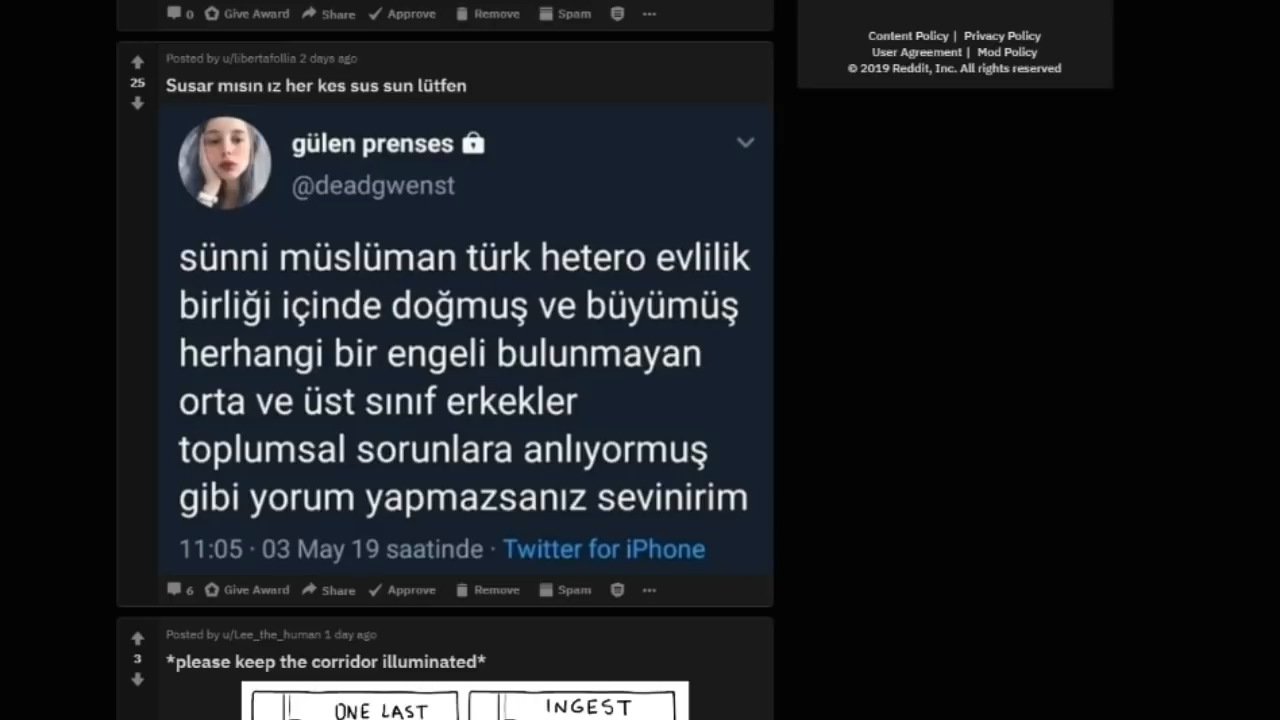 0 Give Award Share Approve Remove Spam
Content Policy | Privacy Policy
User Agreement | Mod Policy
© 2019 Reddit, Inc. All rights reserved
Posted by u/libertafollia 2 days ago
25
Susar mısın ız her kes sus sun lütfen
gülen prenses
@deadgwenst
sünni müslüman türk hetero evlilik
birliği içinde doğmuş ve büyümüş
herhangi bir engeli bulunmayan
orta ve üst sınıf erkekler
toplumsal sorunlara anlıyormuş
gibi yorum yapmazsanız sevinirim
11:05 · 03 May 19 saatinde · Twitter for iPhone
6 Give Award Share Approve Remove Spam
Posted by u/Lee_the_human 1 day ago
3
*please keep the corridor illuminated*
ONE LAST
INGEST